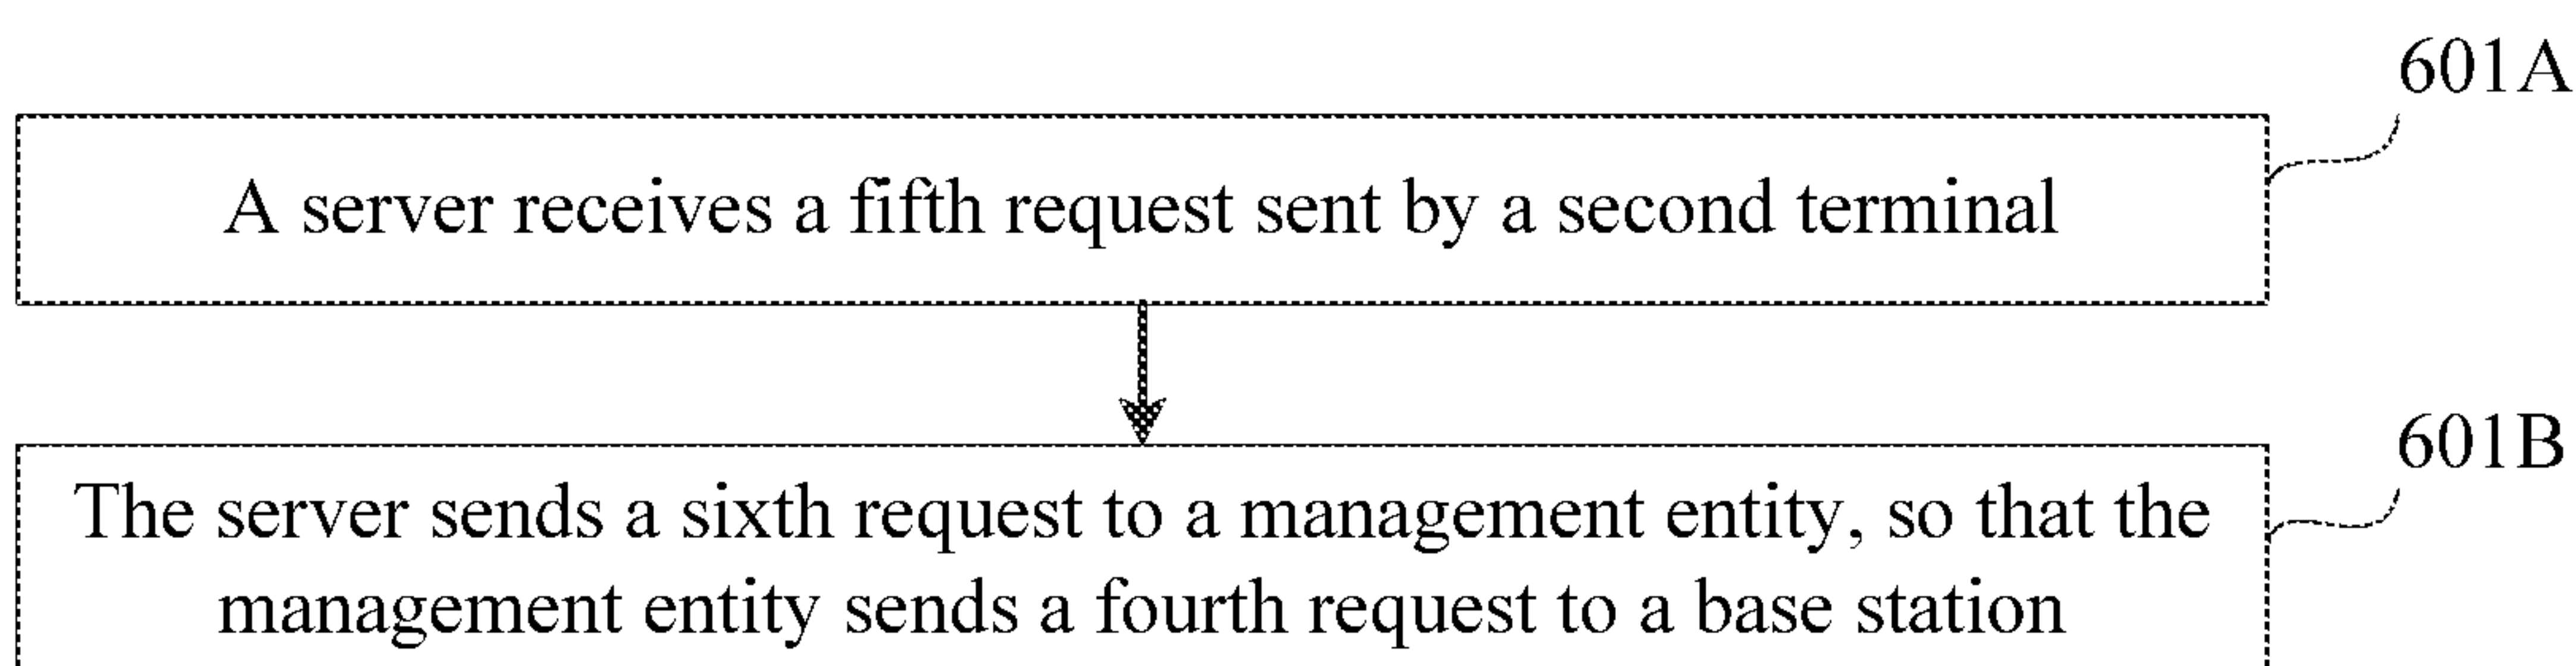 601A
A server receives a fifth request sent by a second terminal
601B
The server sends a sixth request to a management entity, so that the
management entity sends a fourth request to a base station